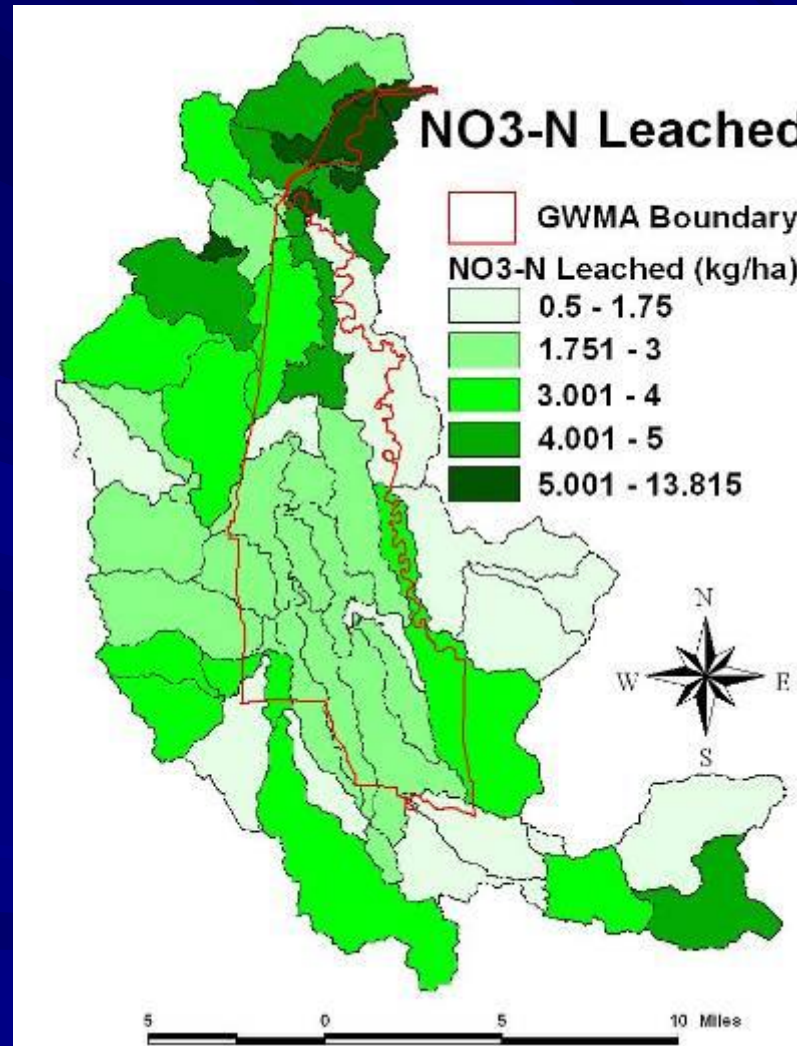 NO3-N Leached
GWMA Boundary
NO3-N Leached (kg/ha)
0.5 - 1.75
1.751 - 3
3.001 - 4
4.001 - 5
5.001 - 13.815
N
W E
S
5 0 5 10 Miles